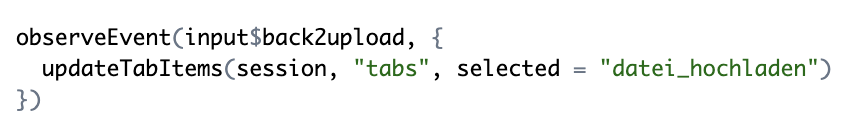 observeEvent(input$back2upload, {
  updateTabItems(session, "tabs", selected = "datei_hochladen")
})